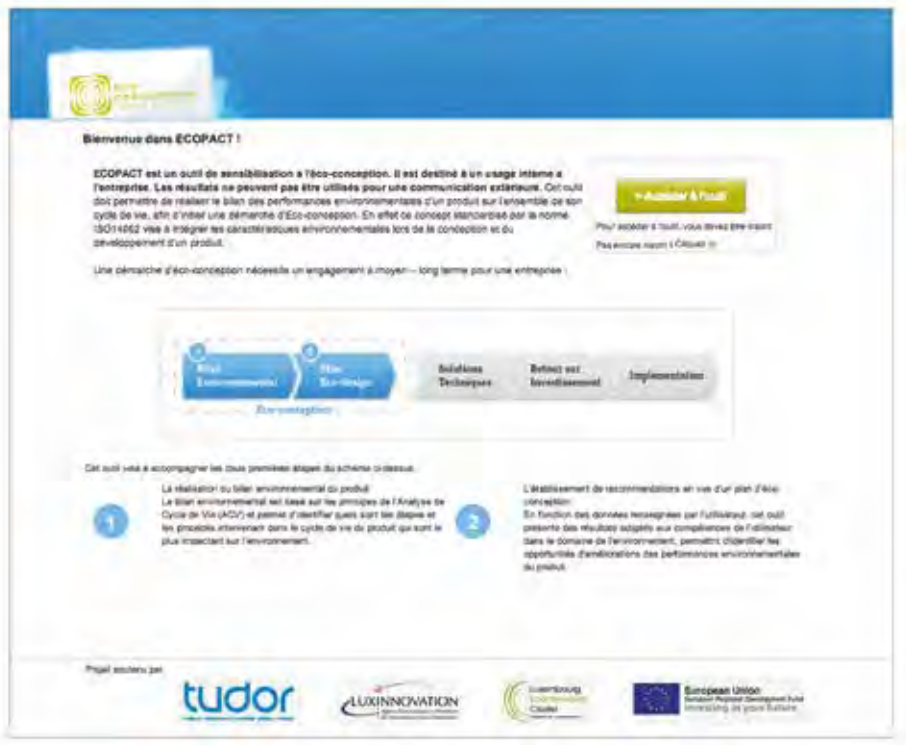 Bienvenue dans ECOPACT !
ECOPACT est un outil de sensibilisation a l'éco-conception. Il est destiné à un usage interne a
l'entreprise. Les résultats ne peuvent pas être utilisés pour une communication extérieure. Cet outil
doit permettre de réaliser le bilan des performances environnementales d'un produit sur l'ensemble de son
cycle de vie, afin d'initier une démarche d'Eco-conception. En effet ce concept standardisé par la norme
ISO14062 vise à intégrer les caractéristiques environnementales lors de la conception et du
développement d'un produit.
> Accéder à l'outil
Pour accéder à l'outil, vous devez être inscrit
Pas encore inscrit ? Cliquez ici
Une démarche d'éco-conception nécessite un engagement à moyen – long terme pour une entreprise :
Bilan
Environnemental
Plan
Eco-design
Solutions
Techniques
Retour sur
Investissement
Implementation
Eco-conception
Cet outil vise à accompagner les deux premières étapes du schéma ci-dessus.
1
La réalisation du bilan environnemental du produit
Le bilan environnemental est basé sur les principes de l'Analyse de
Cycle de Vie (ACV) et permet d'identifier quels sont les étapes et
les procédés intervenant dans le cycle de vie du produit qui sont le
plus impactant sur l'environnement.
2
L'établissement de recommandations en vue d'un plan d'éco-
conception
En fonction des données renseignées par l'utilisateur, cet outil
présente des résultats adaptés aux compétences de l'utilisateur
dans le domaine de l'environnement, permettant d'identifier les
opportunités d'améliorations des performances environnementales
du produit.
Projet soutenu par
tudor
LUXINNOVATION
Luxembourg
Cluster
European Union
European Regional Development Fund
Investing in your future